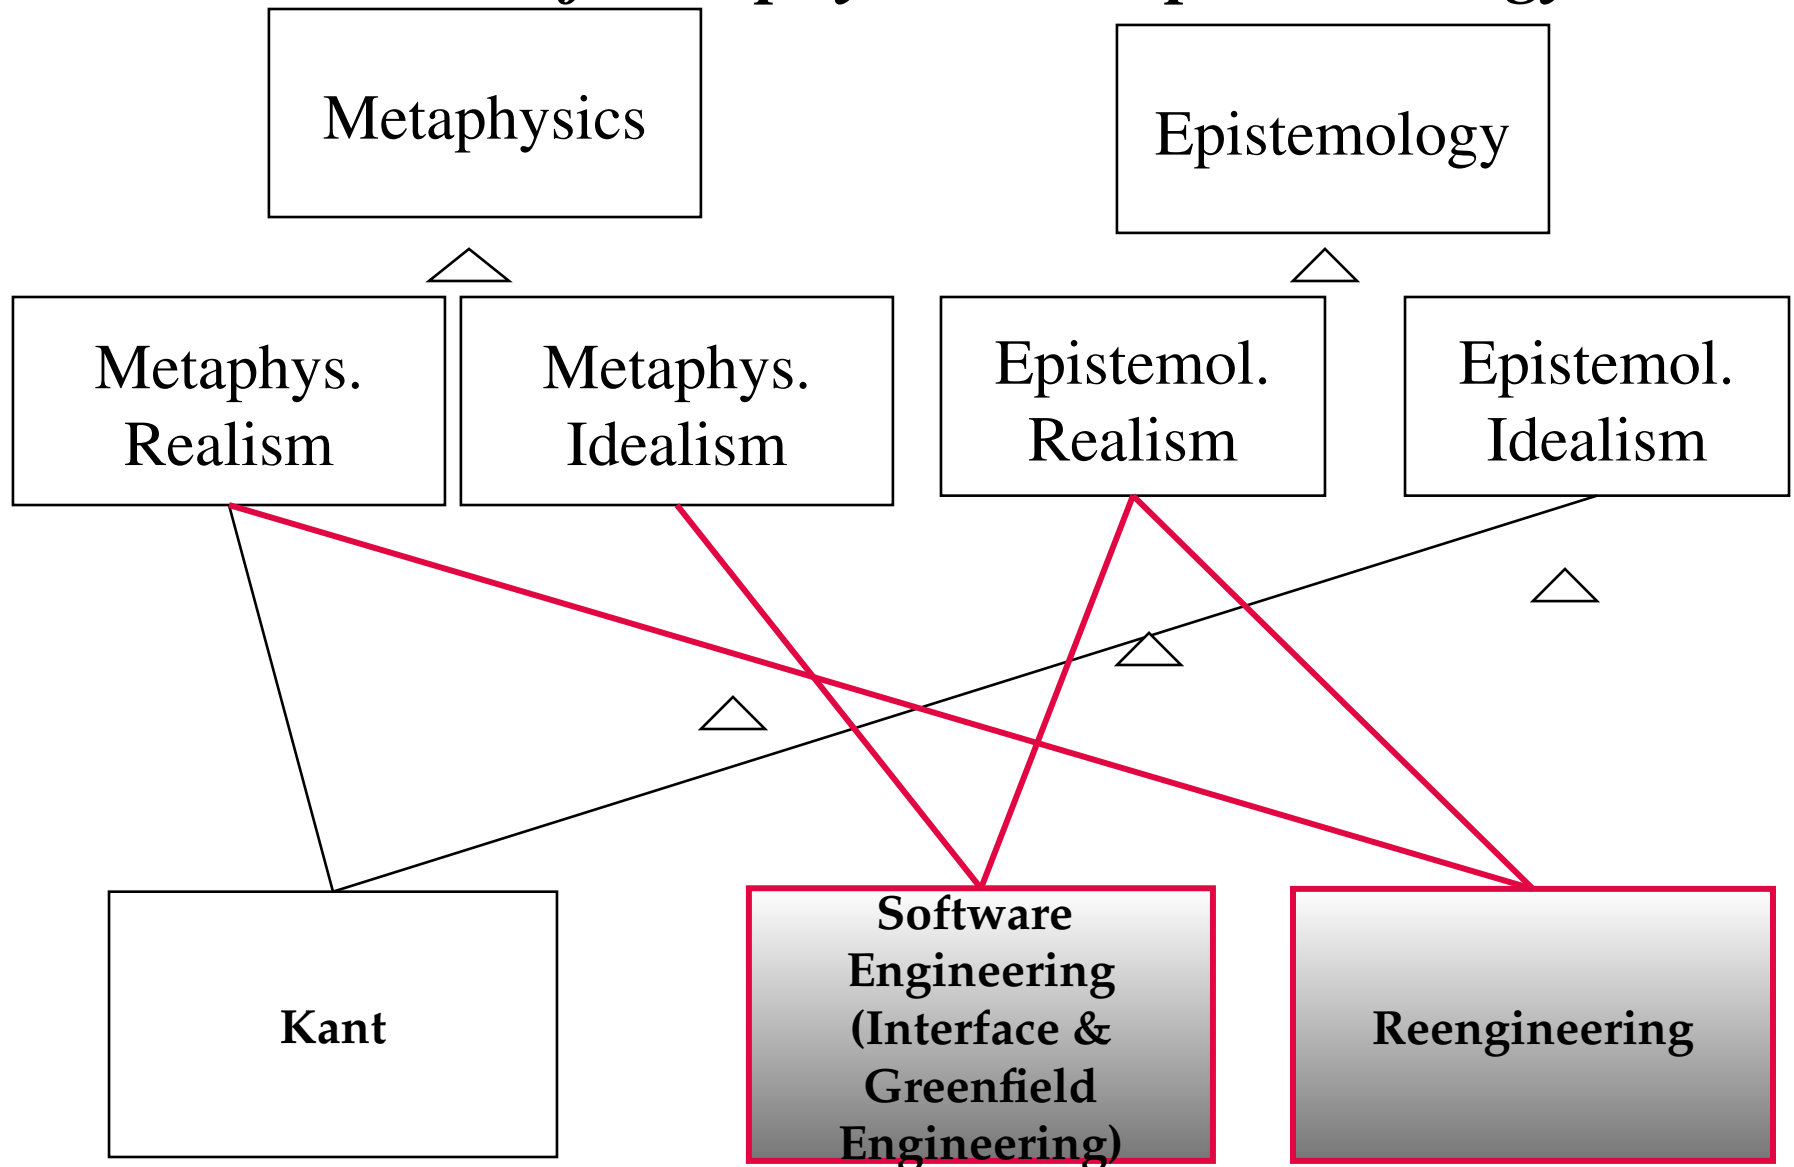 Metaphysics
Epistemology
Metaphys.
Realism
Metaphys.
Idealism
Epistemol.
Realism
Epistemol.
Idealism
Kant
Software
Engineering
(Interface &
Greenfield
Engineering)
Reengineering